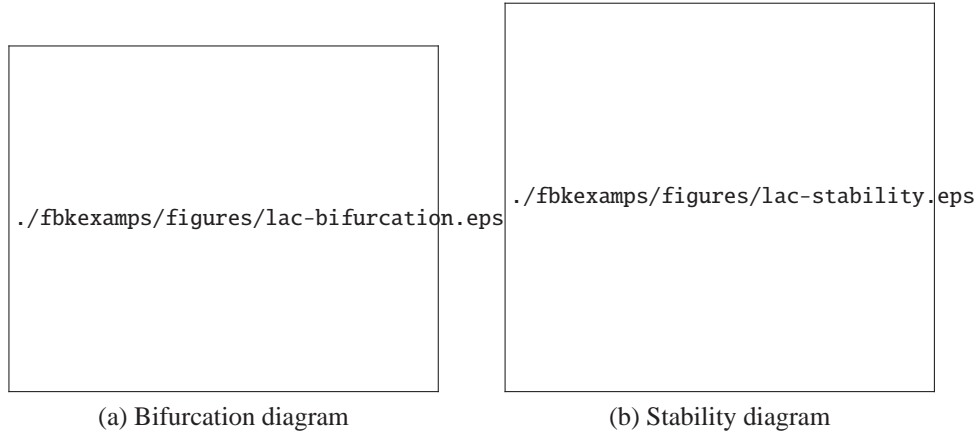 ./fbkexamps/figures/lac-bifurcation.eps
./fbkexamps/figures/lac-stability.eps
(a) Bifurcation diagram
(b) Stability diagram